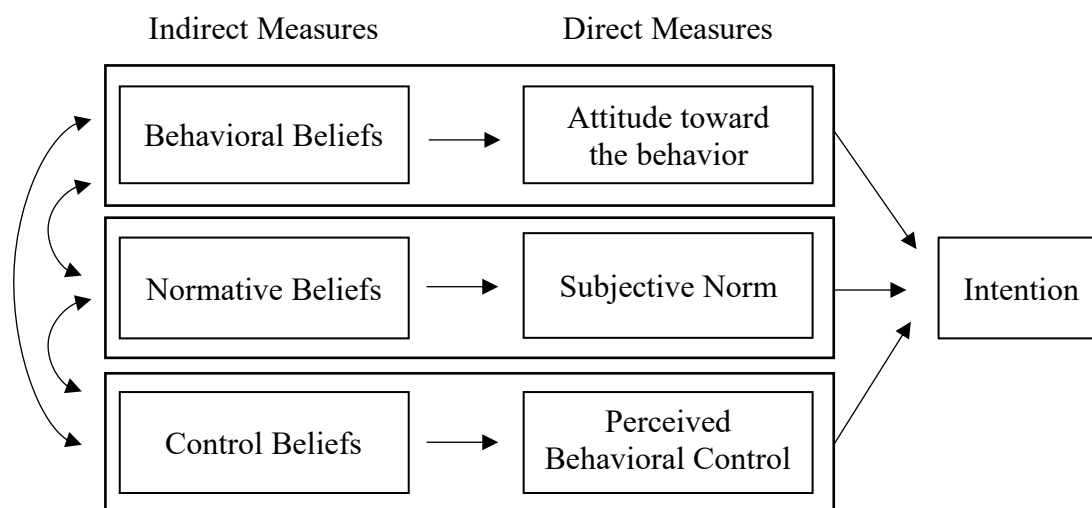 Indirect Measures
Direct Measures
Behavioral Beliefs
Attitude toward
the behavior
Normative Beliefs
Subjective Norm
Intention
Control Beliefs
Perceived
Behavioral Control